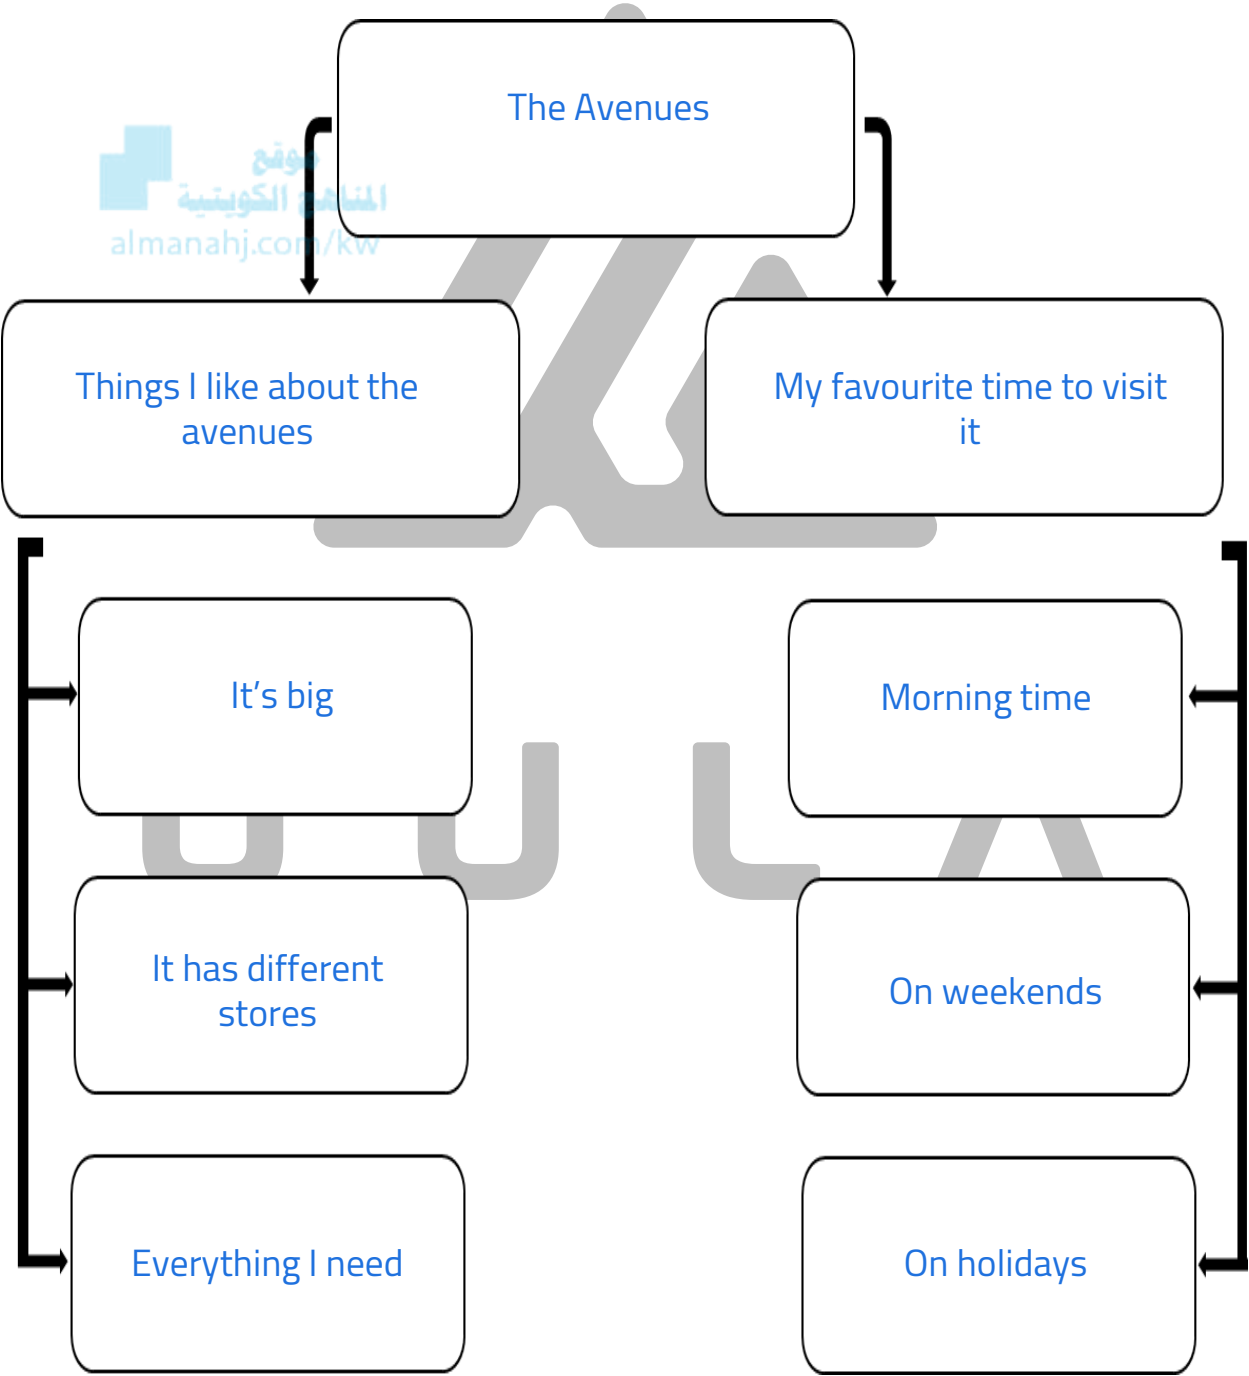 The Avenues
موقع
المناهج الكويتية
almanahj.com/kw
Things I like about the
avenues
My favourite time to visit
it
It's big
Morning time
ULA
It has different
stores
On weekends
Everything I need
On holidays